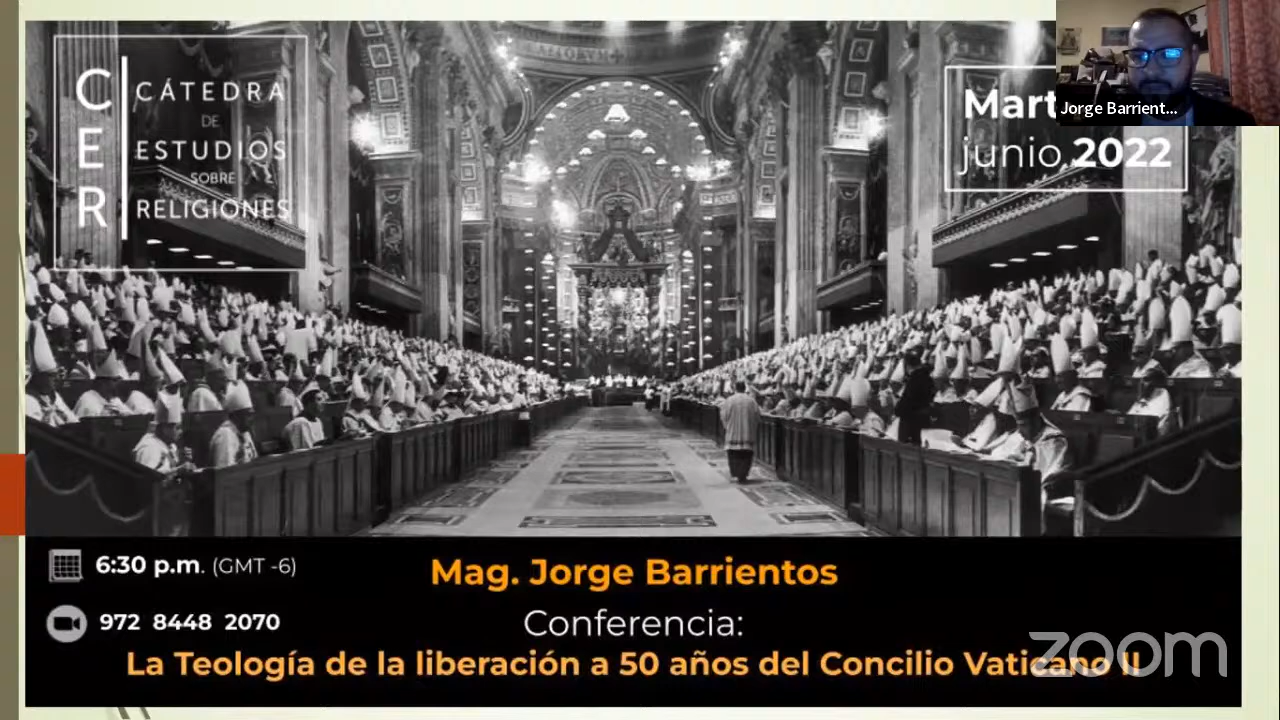 C
E
R
CÁTEDRA
DE
ESTUDIOS
SOBRE
RELIGIONES
Mart
junio 2022
Jorge Barrient...
6:30 p.m. (GMT -6)
972 8448 2070
Mag. Jorge Barrientos
Conferencia:
La Teología de la liberación a 50 años del Concilio Vaticano II
zoom